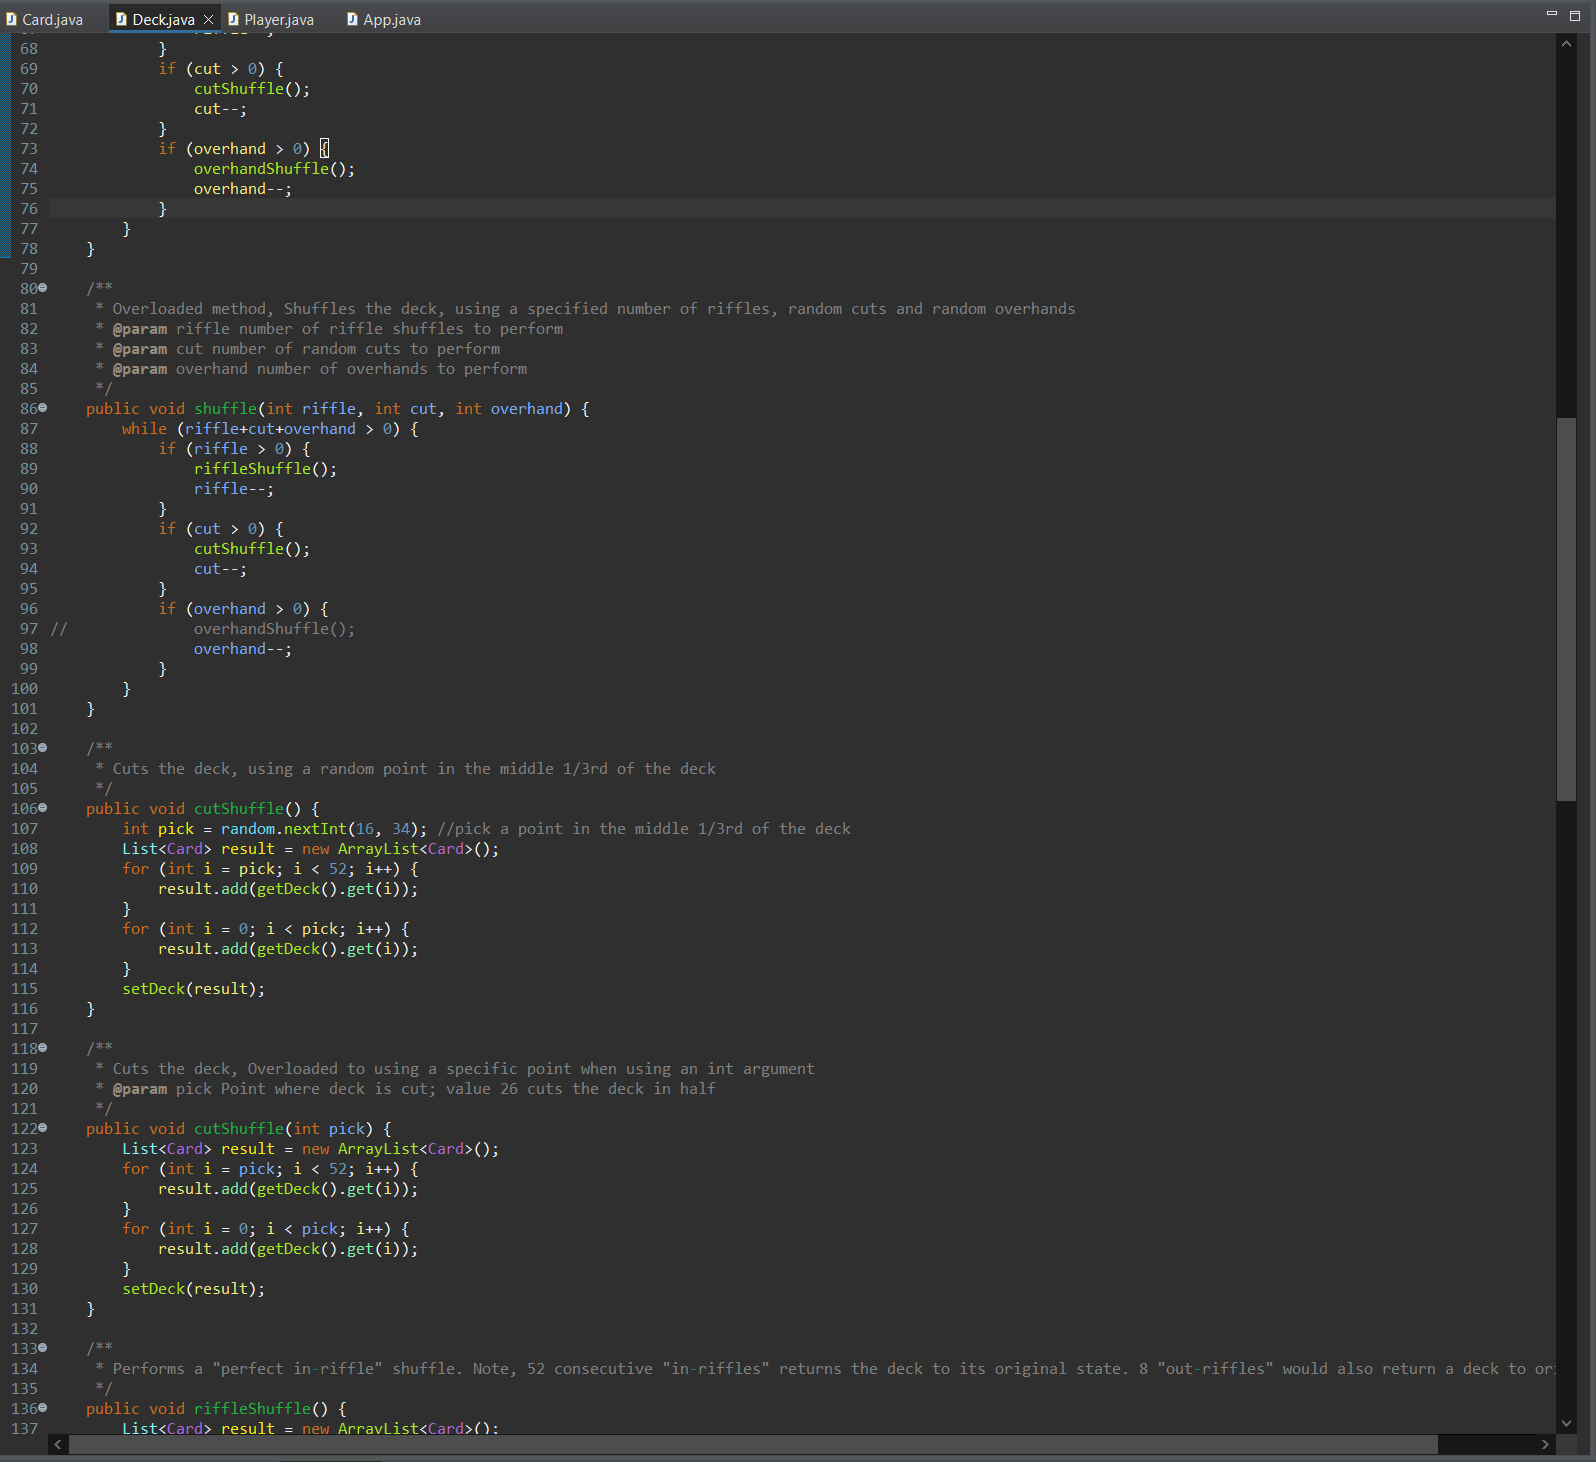 Card.java Deck.java Player.java App.java
68 }
69 if (cut > 0) {
70 cutShuffle();
71 cut--;
72 }
73 if (overhand > 0) {
74 overhandShuffle();
75 overhand--;
76 }
77 }
78 }
79
80 /**
81 * Overloaded method, Shuffles the deck, using a specified number of riffles, random cuts and random overhands
82 * @param riffle number of riffle shuffles to perform
83 * @param cut number of random cuts to perform
84 * @param overhand number of overhands to perform
85 */
86 public void shuffle(int riffle, int cut, int overhand) {
87 while (riffle+cut+overhand > 0) {
88 if (riffle > 0) {
89 riffleShuffle();
90 riffle--;
91 }
92 if (cut > 0) {
93 cutShuffle();
94 cut--;
95 }
96 if (overhand > 0) {
97 // overhandShuffle();
98 overhand--;
99 }
100 }
101 }
102
103 /**
104 * Cuts the deck, using a random point in the middle 1/3rd of the deck
105 */
106 public void cutShuffle() {
107 int pick = random.nextInt(16, 34); //pick a point in the middle 1/3rd of the deck
108 List<Card> result = new ArrayList<Card>();
109 for (int i = pick; i < 52; i++) {
110 result.add(getDeck().get(i));
111 }
112 for (int i = 0; i < pick; i++) {
113 result.add(getDeck().get(i));
114 }
115 setDeck(result);
116 }
117
118 /**
119 * Cuts the deck, Overloaded to using a specific point when using an int argument
120 * @param pick Point where deck is cut; value 26 cuts the deck in half
121 */
122 public void cutShuffle(int pick) {
123 List<Card> result = new ArrayList<Card>();
124 for (int i = pick; i < 52; i++) {
125 result.add(getDeck().get(i));
126 }
127 for (int i = 0; i < pick; i++) {
128 result.add(getDeck().get(i));
129 }
130 setDeck(result);
131 }
132
133 /**
134 * Performs a "perfect in-riffle" shuffle. Note, 52 consecutive "in-riffles" returns the deck to its original state. 8 "out-riffles" would also return a deck to or
135 */
136 public void riffleShuffle() {
137 List<Card> result = new ArrayList<Card>();